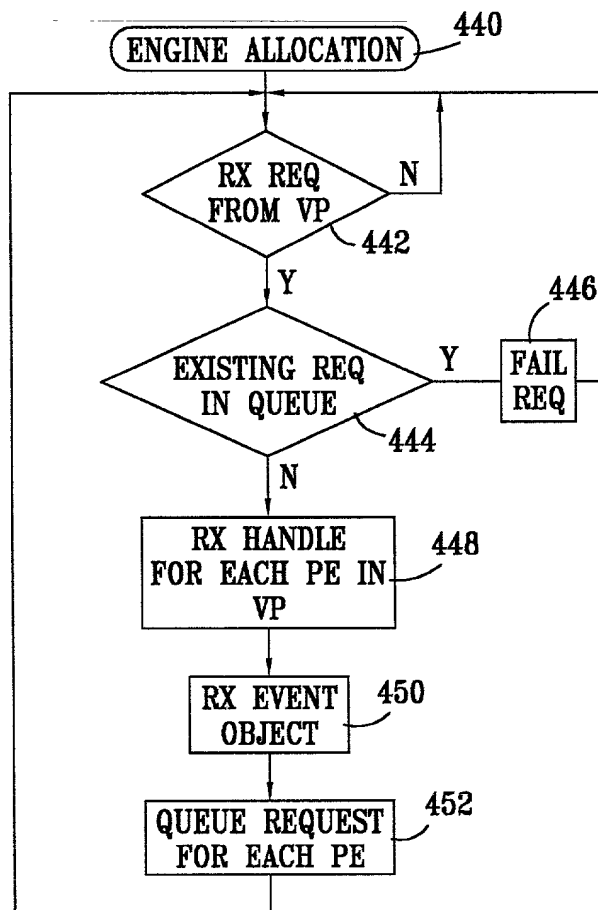 ENGINE ALLOCATION
440
RX REQ
FROM VP
N
442
Y
446
EXISTING REQ
IN QUEUE
Y
FAIL
REQ
444
N
RX HANDLE
FOR EACH PE IN
VP
448
RX EVENT
OBJECT
450
QUEUE REQUEST
FOR EACH PE
452